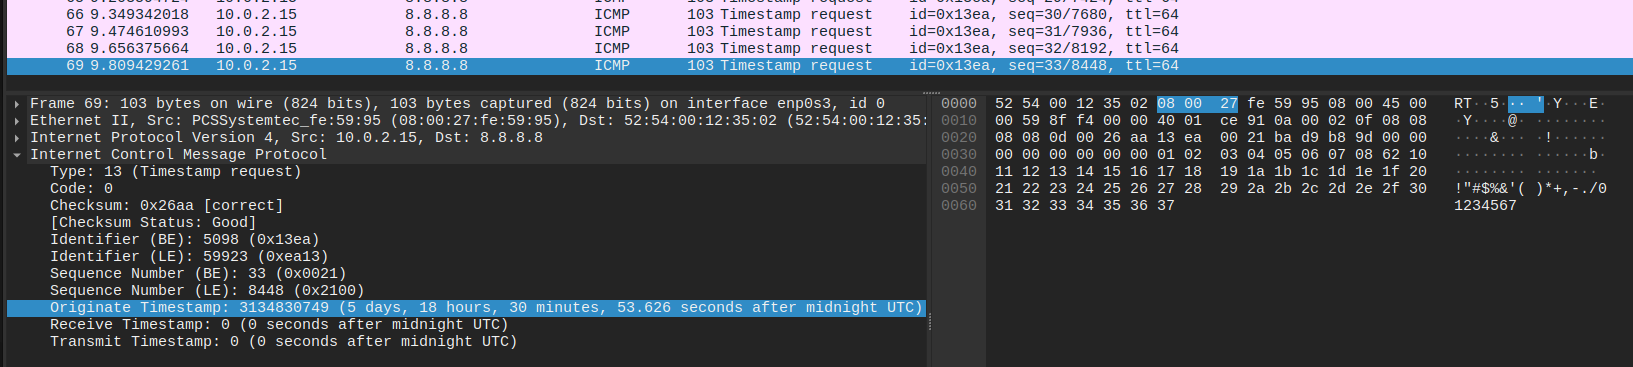 66 9.349342018 10.0.2.15 8.8.8.8 ICMP 103 Timestamp request id=0x13ea, seq=30/7680, ttl=64
67 9.474610993 10.0.2.15 8.8.8.8 ICMP 103 Timestamp request id=0x13ea, seq=31/7936, ttl=64
68 9.656375664 10.0.2.15 8.8.8.8 ICMP 103 Timestamp request id=0x13ea, seq=32/8192, ttl=64
69 9.809429261 10.0.2.15 8.8.8.8 ICMP 103 Timestamp request id=0x13ea, seq=33/8448, ttl=64
Frame 69: 103 bytes on wire (824 bits), 103 bytes captured (824 bits) on interface enp0s3, id 0
Ethernet II, Src: PCSSystemtec_fe:59:95 (08:00:27:fe:59:95), Dst: 52:54:00:12:35:02 (52:54:00:12:35:
Internet Protocol Version 4, Src: 10.0.2.15, Dst: 8.8.8.8
Internet Control Message Protocol
Type: 13 (Timestamp request)
Code: 0
Checksum: 0x26aa [correct]
[Checksum Status: Good]
Identifier (BE): 5098 (0x13ea)
Identifier (LE): 59923 (0xea13)
Sequence Number (BE): 33 (0x0021)
Sequence Number (LE): 8448 (0x2100)
Originate Timestamp: 3134830749 (5 days, 18 hours, 30 minutes, 53.626 seconds after midnight UTC)
Receive Timestamp: 0 (0 seconds after midnight UTC)
Transmit Timestamp: 0 (0 seconds after midnight UTC)
0000 52 54 00 12 35 02 08 00 27 fe 59 95 08 00 45 00 RT··5···'·Y···E·
0010 00 59 8f f4 00 00 40 01 ce 91 0a 00 02 0f 08 08 ·Y····@·········
0020 08 08 0d 00 26 aa 13 ea 00 21 ba d9 b8 9d 00 00 ····&····!······
0030 00 00 00 00 00 00 01 02 03 04 05 06 07 08 62 10 ··············b·
0040 11 12 13 14 15 16 17 18 19 1a 1b 1c 1d 1e 1f 20 ···············
0050 21 22 23 24 25 26 27 28 29 2a 2b 2c 2d 2e 2f 30 !"#$%&'( )*+,-./0
0060 31 32 33 34 35 36 37 1234567